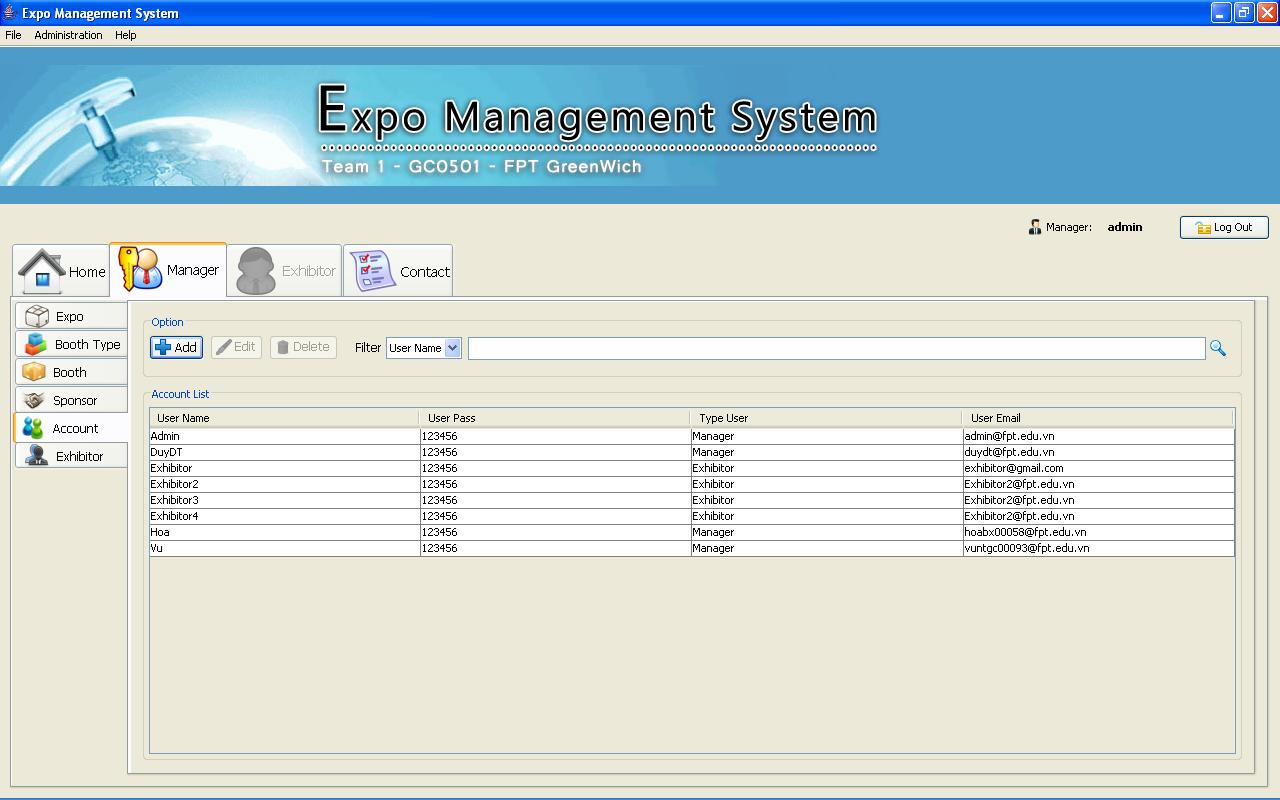 Expo Management System
File Administration Help
Expo Management System
Team 1 - GC0501 - FPT GreenWich
Manager: admin Log Out
Home Manager Exhibitor Contact
Expo
Booth Type
Booth
Sponsor
Account
Exhibitor
Option
Add Edit Delete Filter User Name
Account List
User Name User Pass Type User User Email
Admin 123456 Manager admin@fpt.edu.vn
DuyDT 123456 Manager duydt@fpt.edu.vn
Exhibitor 123456 Exhibitor exhibitor@gmail.com
Exhibitor2 123456 Exhibitor Exhibitor2@fpt.edu.vn
Exhibitor3 123456 Exhibitor Exhibitor2@fpt.edu.vn
Exhibitor4 123456 Exhibitor Exhibitor2@fpt.edu.vn
Hoa 123456 Manager hoabx00058@fpt.edu.vn
Vu 123456 Manager vuntgc00093@fpt.edu.vn